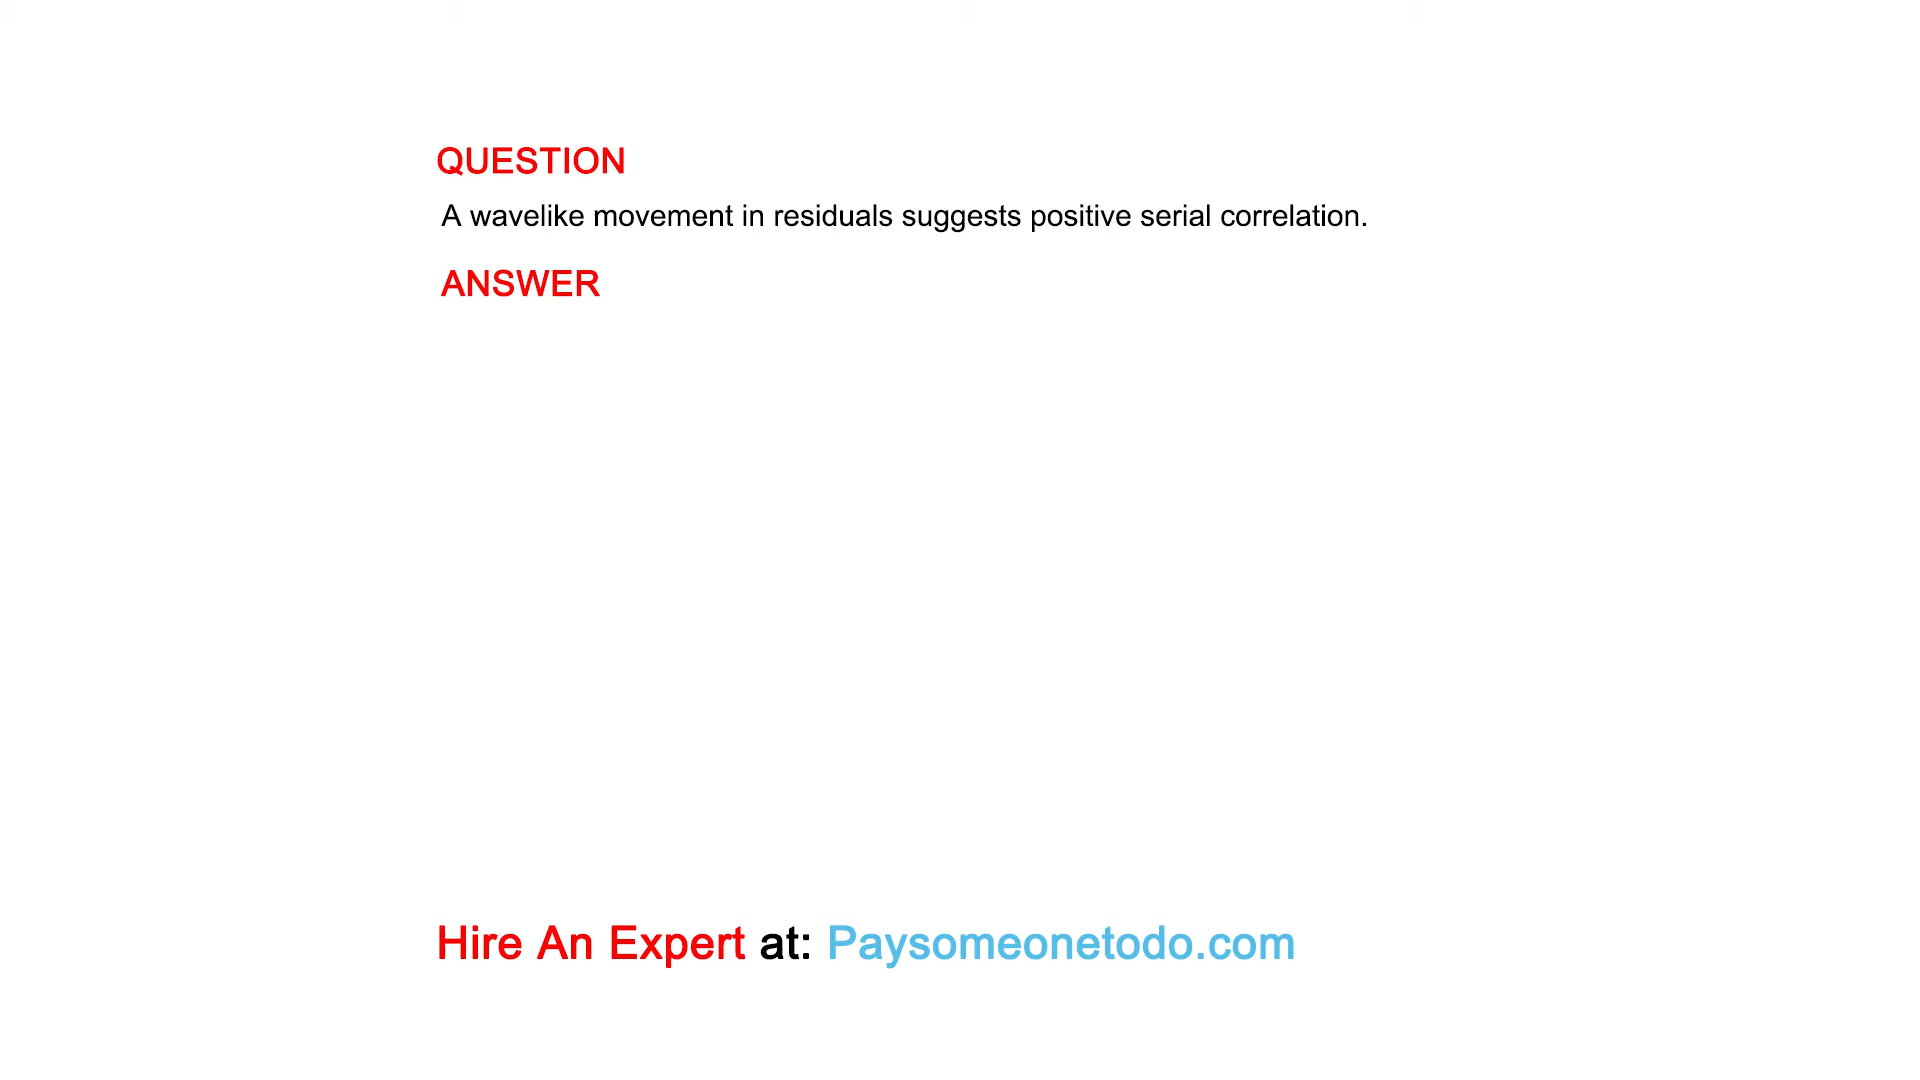 QUESTION
A wavelike movement in residuals suggests positive serial correlation.
ANSWER
Hire An Expert at: Paysomeonetodo.com